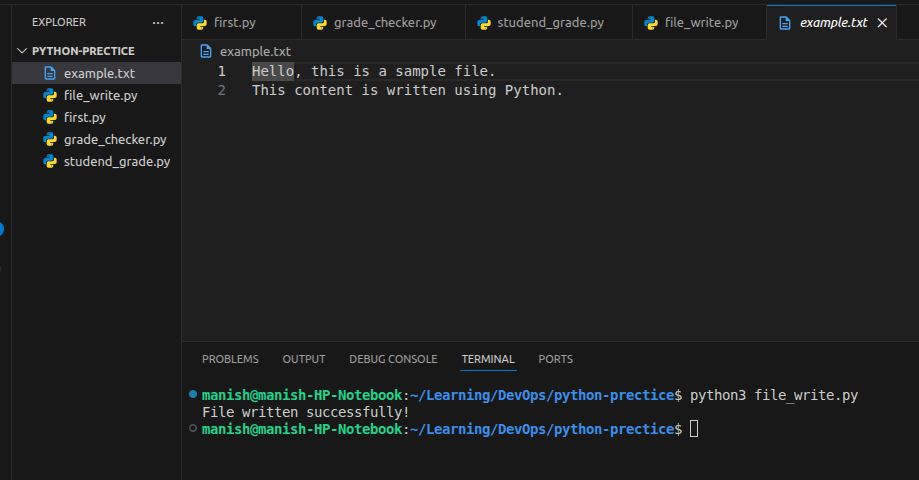 EXPLORER ...
PYTHON-PRECTICE
example.txt
file_write.py
first.py
grade_checker.py
studend_grade.py
first.py grade_checker.py studend_grade.py file_write.py example.txt
example.txt
1 Hello, this is a sample file.
2 This content is written using Python.
PROBLEMS OUTPUT DEBUG CONSOLE TERMINAL PORTS
manish@manish-HP-Notebook:~/Learning/DevOps/python-prectice$ python3 file_write.py
File written successfully!
manish@manish-HP-Notebook:~/Learning/DevOps/python-prectice$